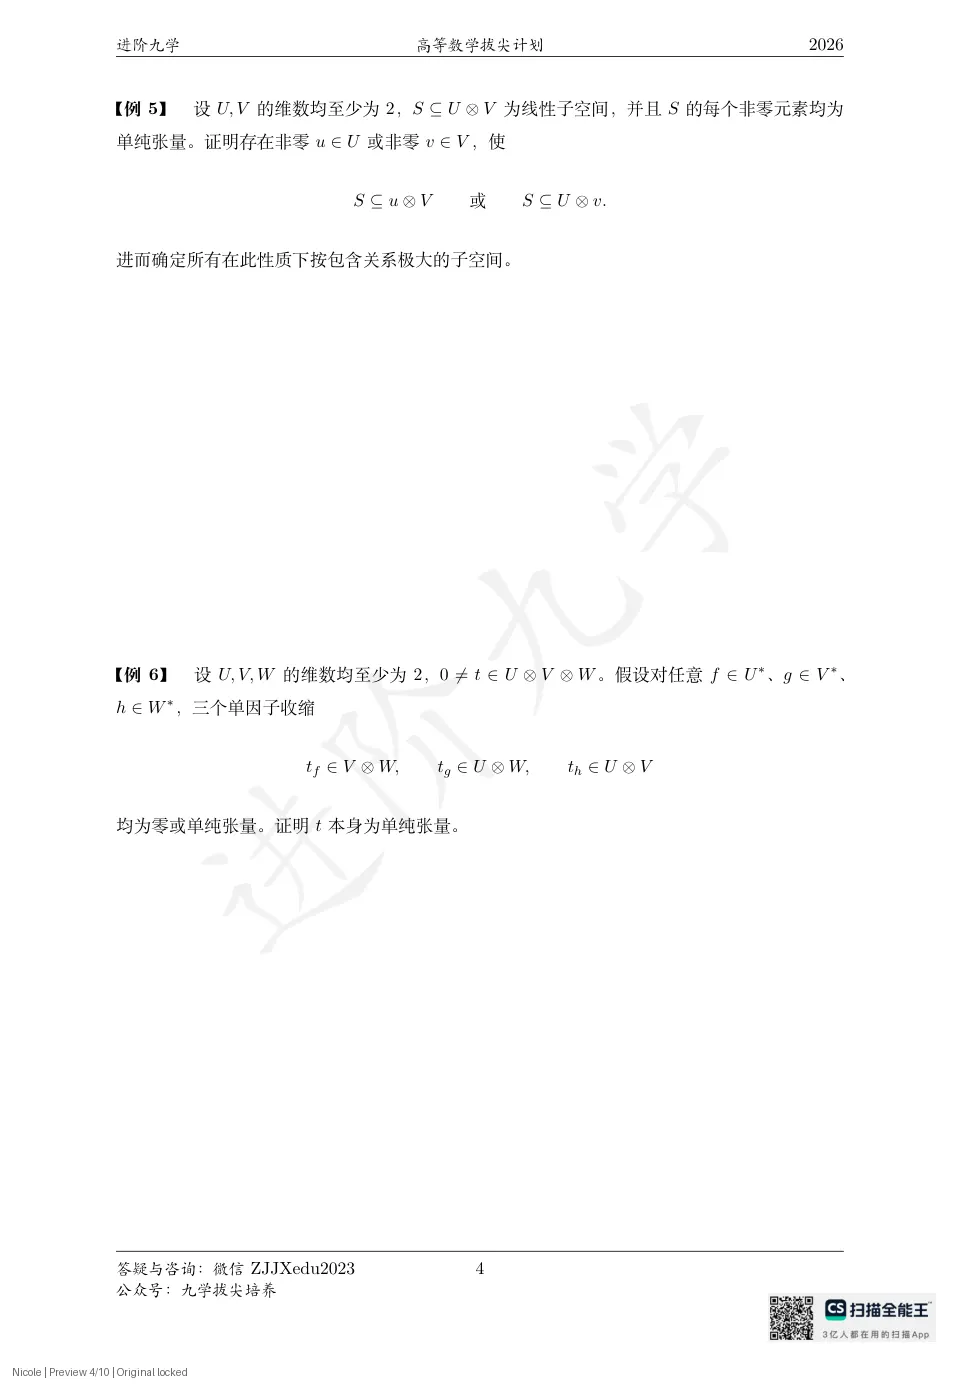 进阶九学 高等数学拔尖计划 2026
【例 5】 设 U, V 的维数均至少为 2，S ⊆ U ⊗ V 为线性子空间，并且 S 的每个非零元素均为
单纯张量。证明存在非零 u ∈ U 或非零 v ∈ V，使
S ⊆ u ⊗ V 或 S ⊆ U ⊗ v.
进而确定所有在此性质下按包含关系极大的子空间。
【例 6】 设 U, V, W 的维数均至少为 2，0 ≠ t ∈ U ⊗ V ⊗ W。假设对任意 f ∈ U*、g ∈ V*、
h ∈ W*，三个单因子收缩
t_f ∈ V ⊗ W, t_g ∈ U ⊗ W, t_h ∈ U ⊗ V
均为零或单纯张量。证明 t 本身为单纯张量。
进阶九学
答疑与咨询：微信 ZJJXedu2023 4
公众号：九学拔尖培养
CS 扫描全能王™
3亿人都在用的扫描App
Nicole | Preview 4/10 | Original locked